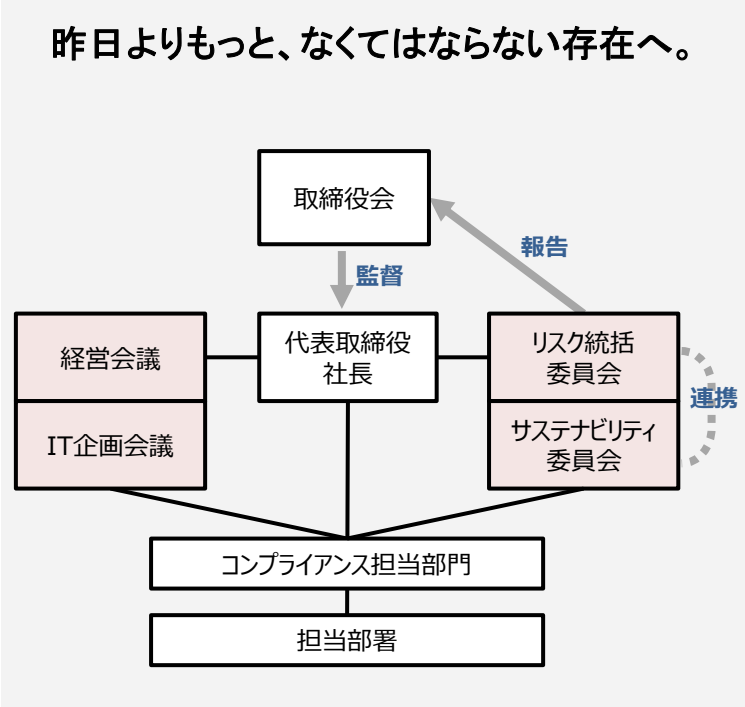 昨日よりもっと、なくてはならない存在へ。
取締役会
報告
監督
経営会議
代表取締役
社長
リスク統括
委員会
連携
IT企画会議
サステナビリティ
委員会
コンプライアンス担当部門
担当部署